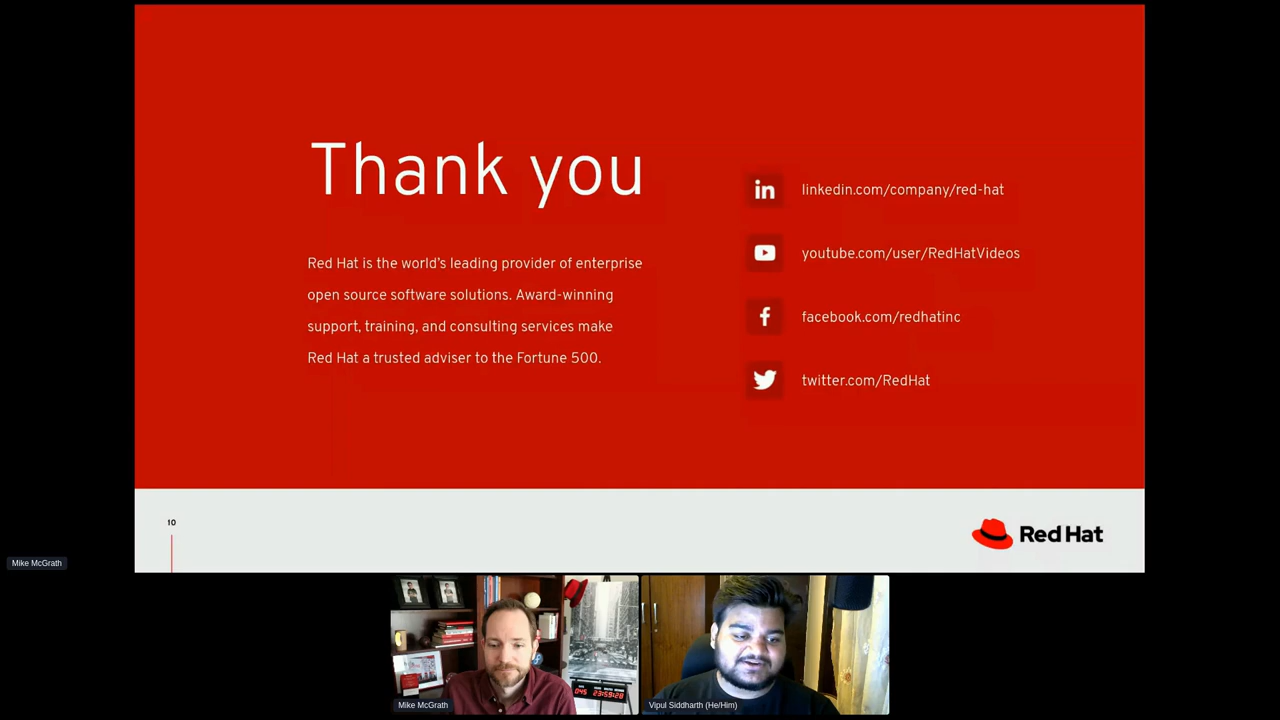 Thank you
Red Hat is the world's leading provider of enterprise
open source software solutions. Award-winning
support, training, and consulting services make
Red Hat a trusted adviser to the Fortune 500.
linkedin.com/company/red-hat
youtube.com/user/RedHatVideos
facebook.com/redhatinc
twitter.com/RedHat
10
Red Hat
Mike McGrath
Mike McGrath
Vipul Siddharth (He/Him)